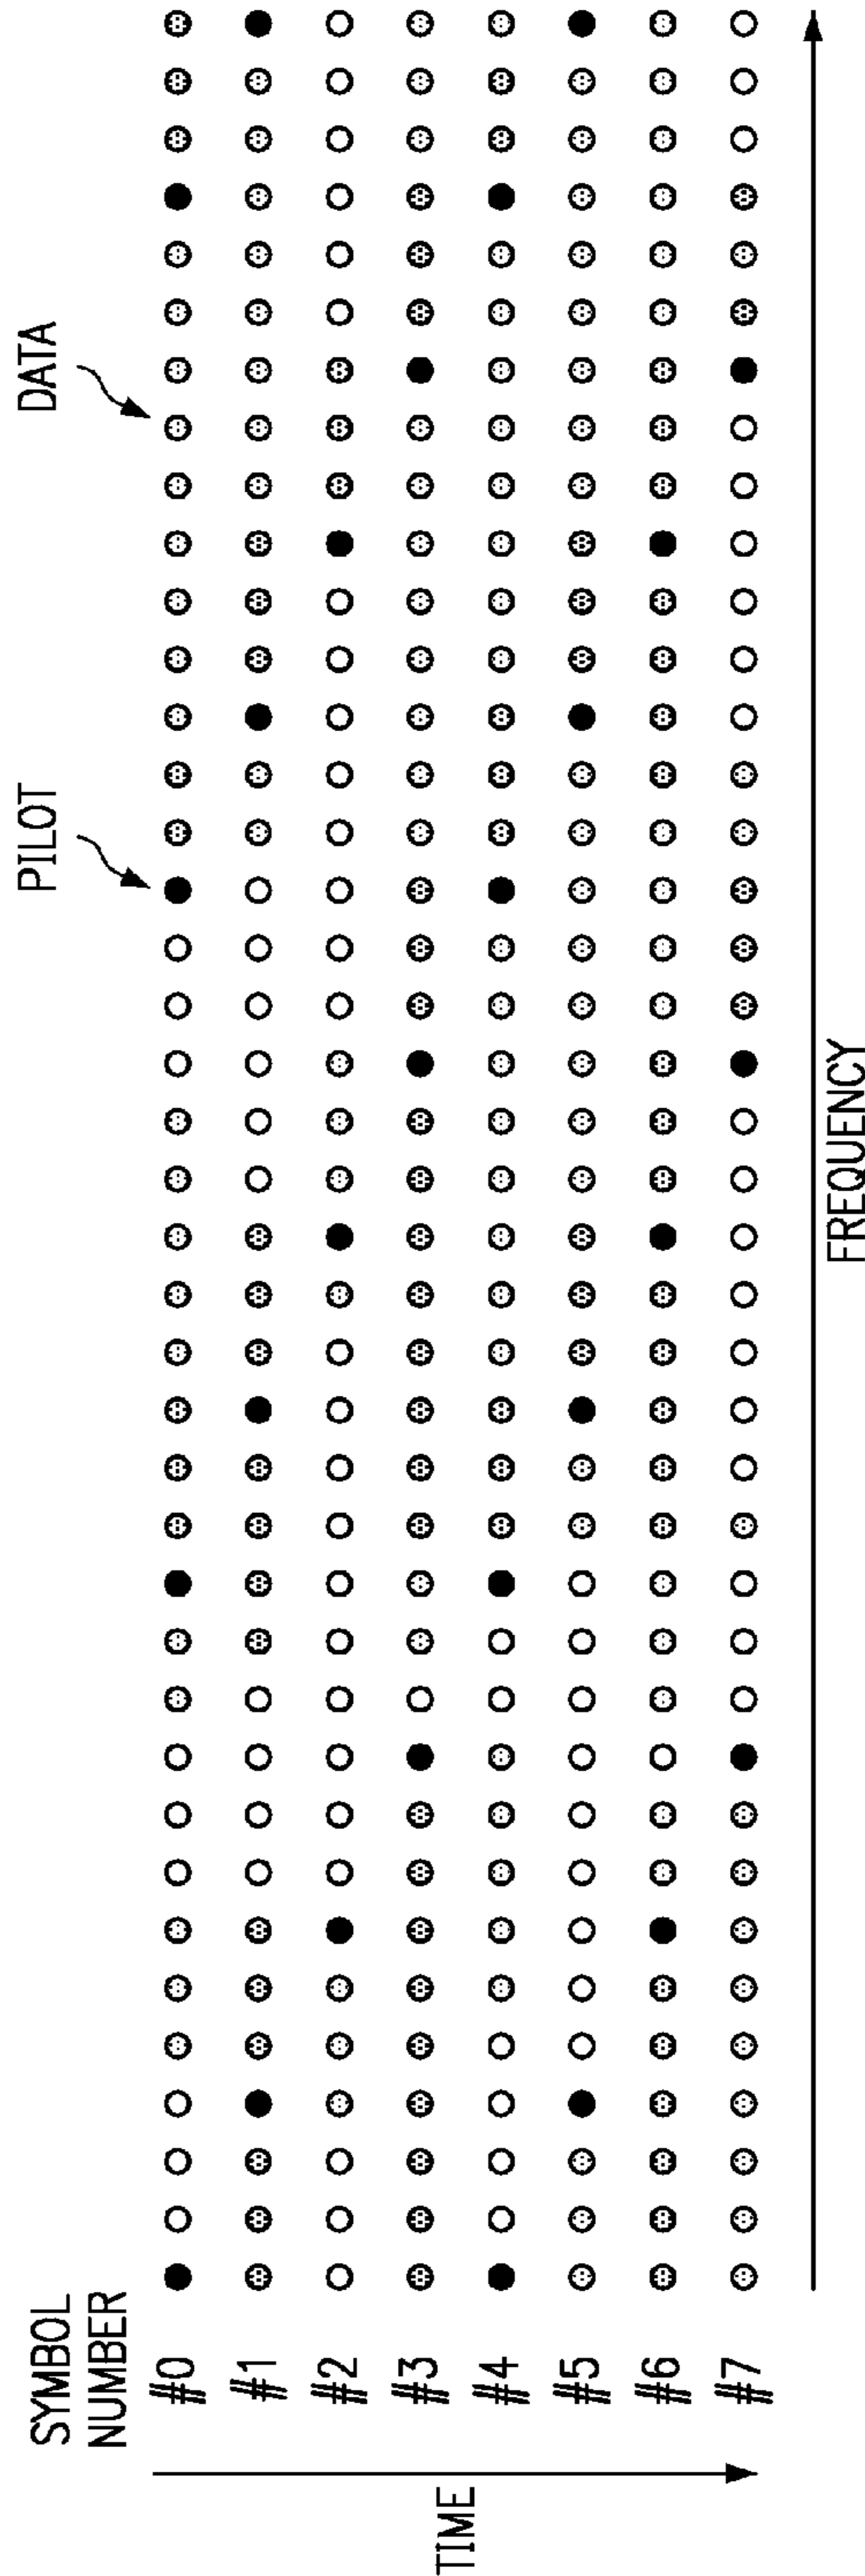 SYMBOL
NUMBER
PILOT
DATA
#0
#1
#2
#3
#4
#5
#6
#7
TIME
FREQUENCY